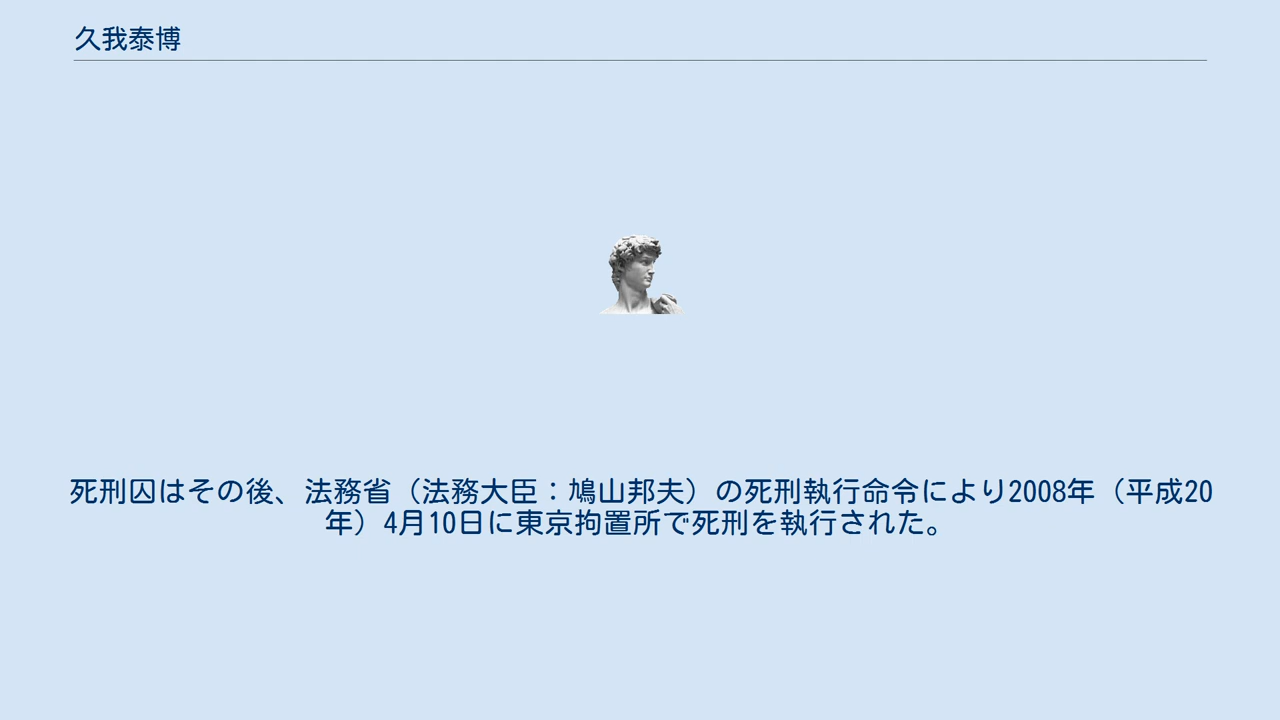 久我泰博
死刑囚はその後、法務省（法務大臣：鳩山邦夫）の死刑執行命令により2008年（平成20
年）4月10日に東京拘置所で死刑を執行された。